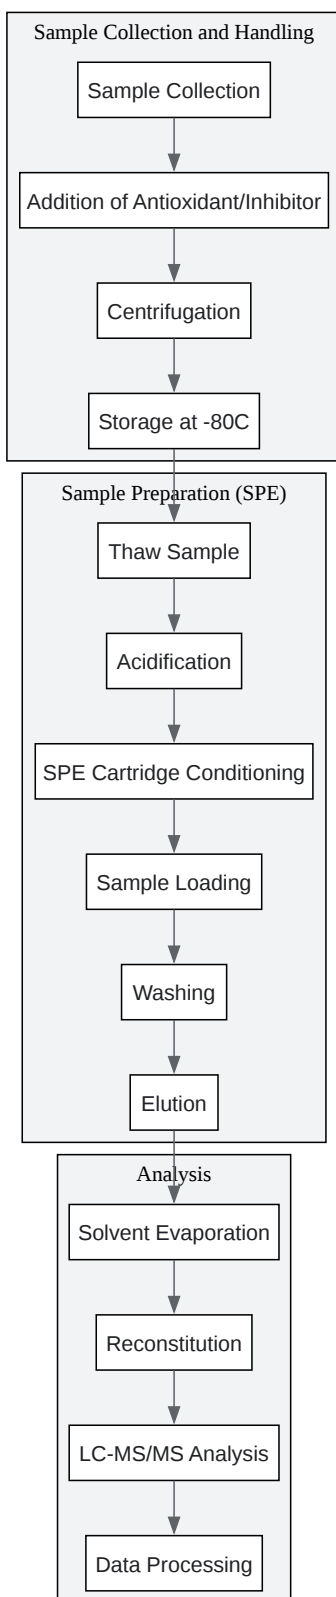 Sample Collection and Handling
Sample Collection
Addition of Antioxidant/Inhibitor
Centrifugation
Storage at -80C
Sample Preparation (SPE)
Thaw Sample
Acidification
SPE Cartridge Conditioning
Sample Loading
Washing
Elution
Analysis
Solvent Evaporation
Reconstitution
LC-MS/MS Analysis
Data Processing